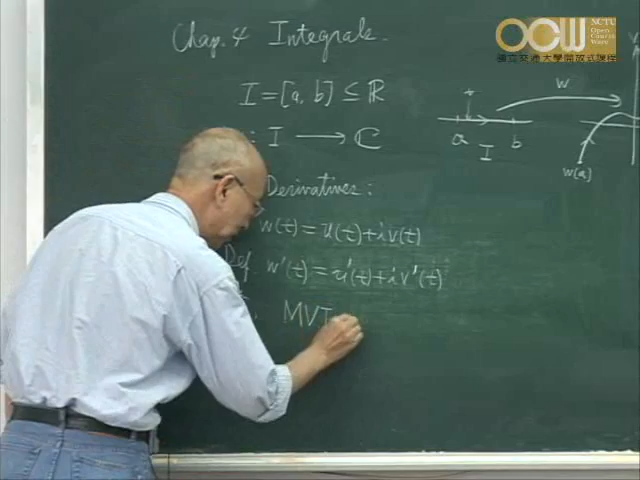 Chap. 4 Integrals.
I = [a, b] ≤ ℝ
: I → ℂ
Derivatives :
w(t) = u(t) + i v(t)
Def. w'(t) = u'(t) + i v'(t)
MVT
t
a
b
I
w
w(a)
OCW
NCTU
Open
Course
Ware
國立交通大學開放式課程